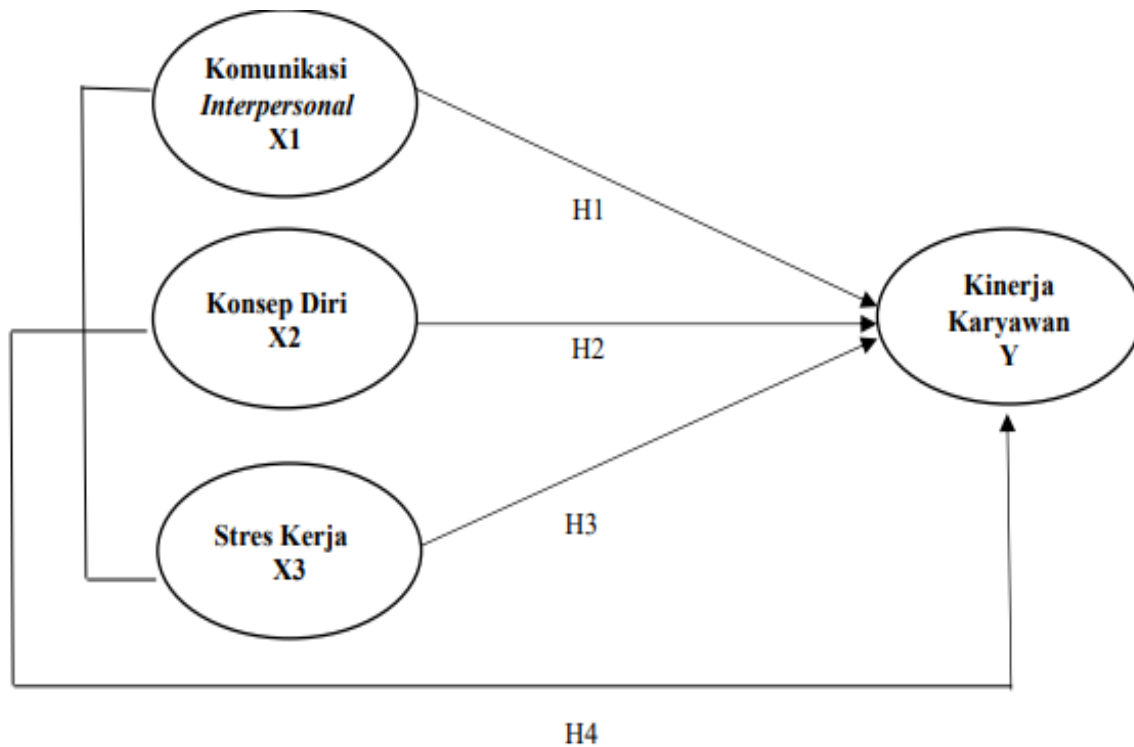 Komunikasi
Interpersonal
X1
H1
Konsep Diri
X2
H2
Kinerja
Karyawan
Y
Stres Kerja
X3
H3
H4